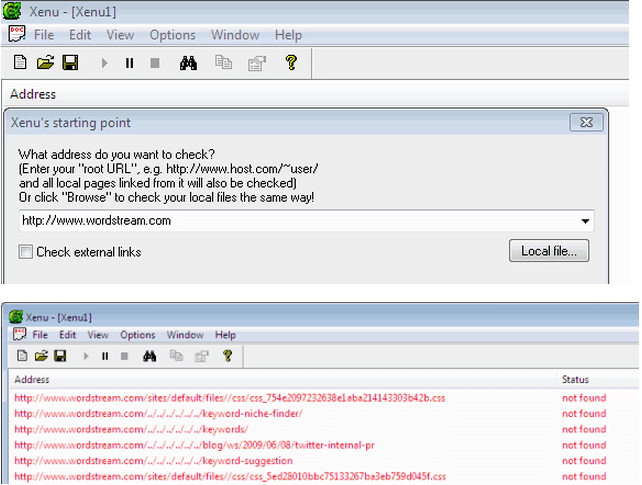 Xenu - [Xenu1]
File Edit View Options Window Help
Address
Xenu's starting point
What address do you want to check?
(Enter your "root URL", e.g. http://www.host.com/~user/
and all local pages linked from it will also be checked)
Or click "Browse" to check your local files the same way!
http://www.wordstream.com
Check external links
Local file...
Xenu - [Xenu1]
File Edit View Options Window Help
Address Status
http://www.wordstream.com/sites/default/files//css/css_754e2097232638e1aba214143303b42b.css not found
http://www.wordstream.com/../../../../../../keyword-niche-finder/ not found
http://www.wordstream.com/../../keywords/ not found
http://www.wordstream.com/../../../../../../blog/ws/2009/06/08/twitter-internal-pr not found
http://www.wordstream.com/../../../../../../keyword-suggestion not found
http://www.wordstream.com/sites/default/files//css/css_5ed28010bbc75133267ba3eb759d045f.css not found